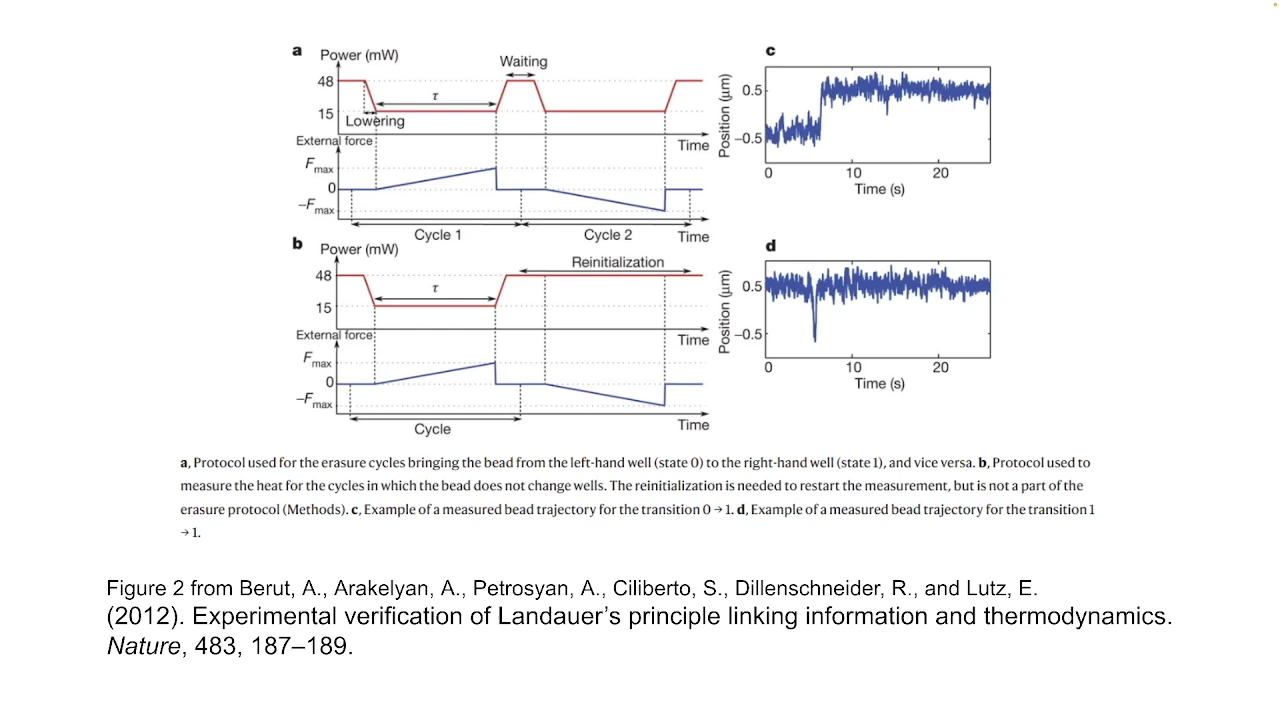 a
Power (mW)
48
15
Waiting
τ
Lowering
Time
External force
Fmax
0
–Fmax
Cycle 1
Cycle 2
Time
b
Power (mW)
48
15
Reinitialization
τ
Time
External force
Fmax
0
–Fmax
Cycle
Time
c
Position (μm)
0.5
–0.5
0
10
20
Time (s)
d
Position (μm)
0.5
–0.5
0
10
20
Time (s)
a, Protocol used for the erasure cycles bringing the bead from the left-hand well (state 0) to the right-hand well (state 1), and vice versa. b, Protocol used to
measure the heat for the cycles in which the bead does not change wells. The reinitialization is needed to restart the measurement, but is not a part of the
erasure protocol (Methods). c, Example of a measured bead trajectory for the transition 0 → 1. d, Example of a measured bead trajectory for the transition 1
→ 1.
Figure 2 from Berut, A., Arakelyan, A., Petrosyan, A., Ciliberto, S., Dillenschneider, R., and Lutz, E.
(2012). Experimental verification of Landauer’s principle linking information and thermodynamics.
Nature, 483, 187–189.